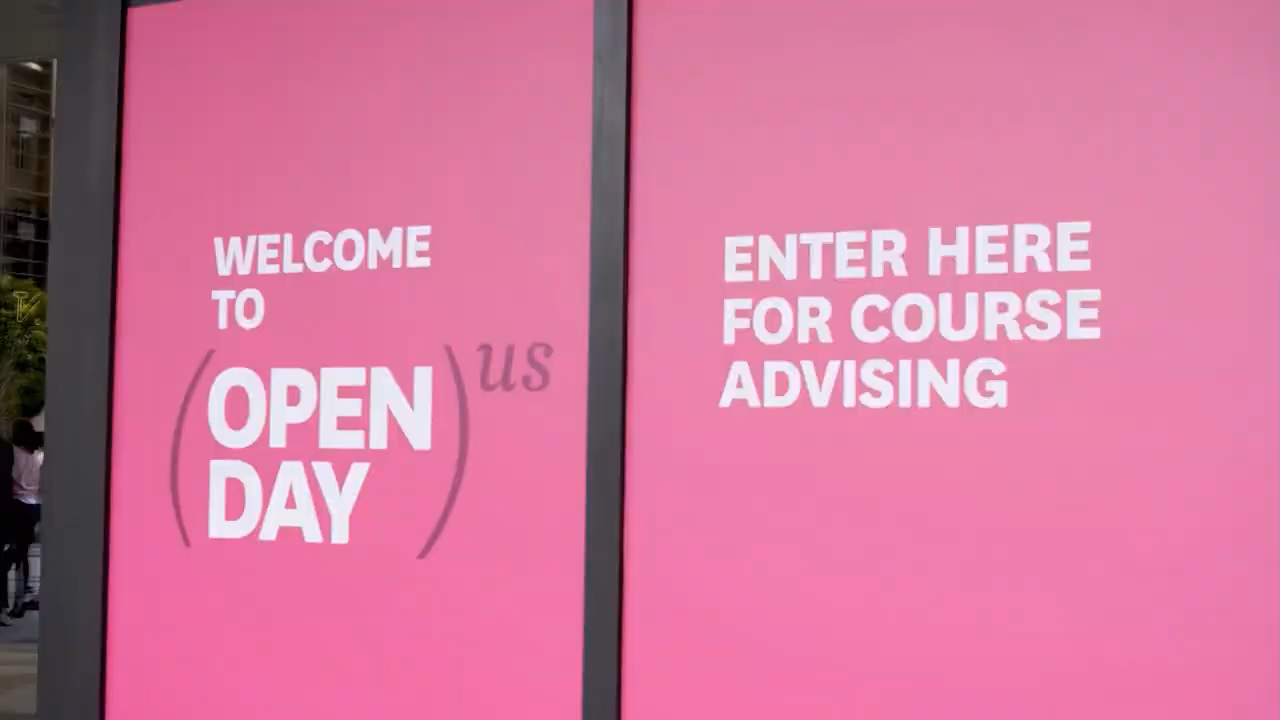 WELCOME
TO
(OPEN
DAY)us
ENTER HERE
FOR COURSE
ADVISING